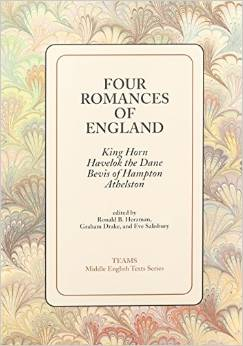 FOUR
ROMANCES
OF
ENGLAND
King Horn
Havelok the Dane
Bevis of Hampton
Athelston
edited by
Ronald B. Herzman,
Graham Drake, and Eve Salisbury
TEAMS
Middle English Texts Series